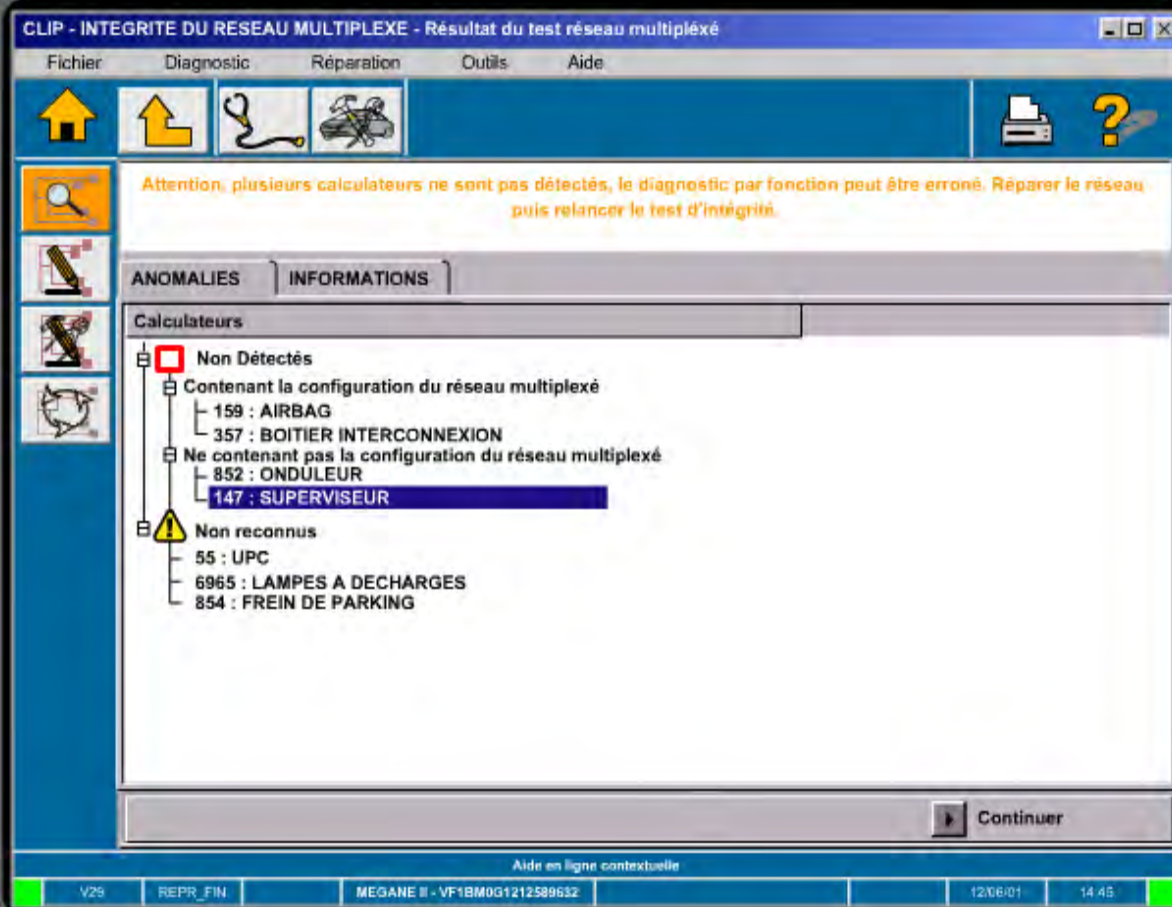 CLIP - INTEGRITE DU RESEAU MULTIPLEXE - Résultat du test réseau multipléxé
Fichier Diagnostic Réparation Outils Aide
Attention, plusieurs calculateurs ne sont pas détectés, le diagnostic par fonction peut être erroné. Réparer le réseau
puis relancer le test d'intégrité.
ANOMALIES INFORMATIONS
Calculateurs
Non Détectés
Contenant la configuration du réseau multiplexé
159 : AIRBAG
357 : BOITIER INTERCONNEXION
Ne contenant pas la configuration du réseau multiplexé
852 : ONDULEUR
147 : SUPERVISEUR
Non reconnus
55 : UPC
6965 : LAMPES A DECHARGES
854 : FREIN DE PARKING
Continuer
Aide en ligne contextuelle
V29 REPR_FIN MEGANE II - VF1BM0G1212589632 12/06/01 14:45